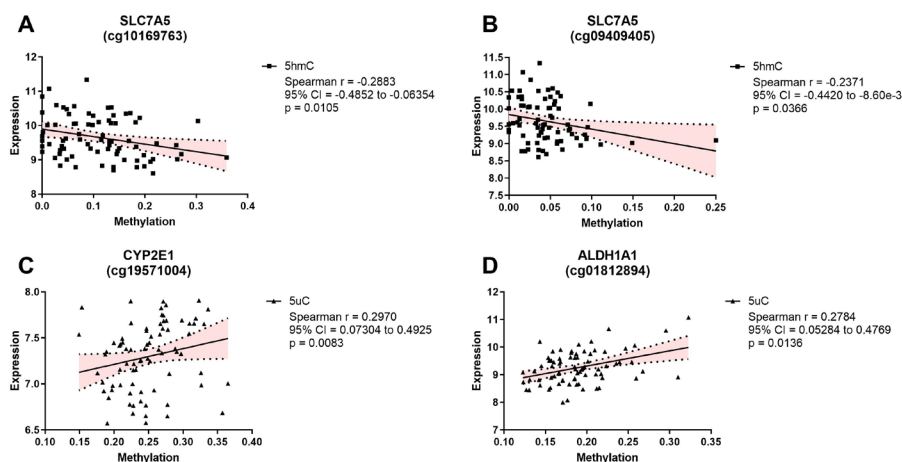 A
SLC7A5
(cg10169763)
12
11
10
9
8
Expression
0.0
0.1
0.2
0.3
0.4
Methylation
5hmC
Spearman r = -0.2883
95% CI = -0.4852 to -0.06354
p = 0.0105
B
SLC7A5
(cg09409405)
11.5
11.0
10.5
10.0
9.5
9.0
8.5
8.0
7.5
Expression
0.00
0.05
0.10
0.15
0.20
0.25
Methylation
5hmC
Spearman r = -0.2371
95% CI = -0.4420 to -8.60e-3
p = 0.0366
C
CYP2E1
(cg19571004)
8.0
7.5
7.0
6.5
Expression
0.10
0.15
0.20
0.25
0.30
0.35
0.40
Methylation
5uC
Spearman r = 0.2970
95% CI = 0.07304 to 0.4925
p = 0.0083
D
ALDH1A1
(cg01812894)
12
11
10
9
8
7
Expression
0.10
0.15
0.20
0.25
0.30
0.35
Methylation
5uC
Spearman r = 0.2784
95% CI = 0.05284 to 0.4769
p = 0.0136